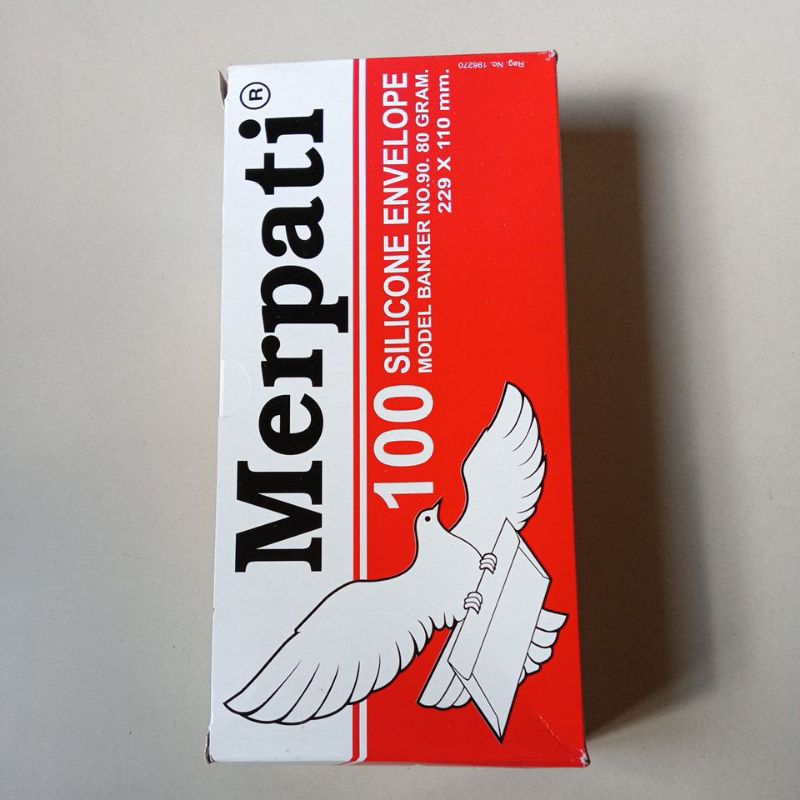 Merpati ®
100 SILICONE ENVELOPE
MODEL BANKER NO.90. 80 GRAM.
229 X 110 mm.
Reg. No. 196270